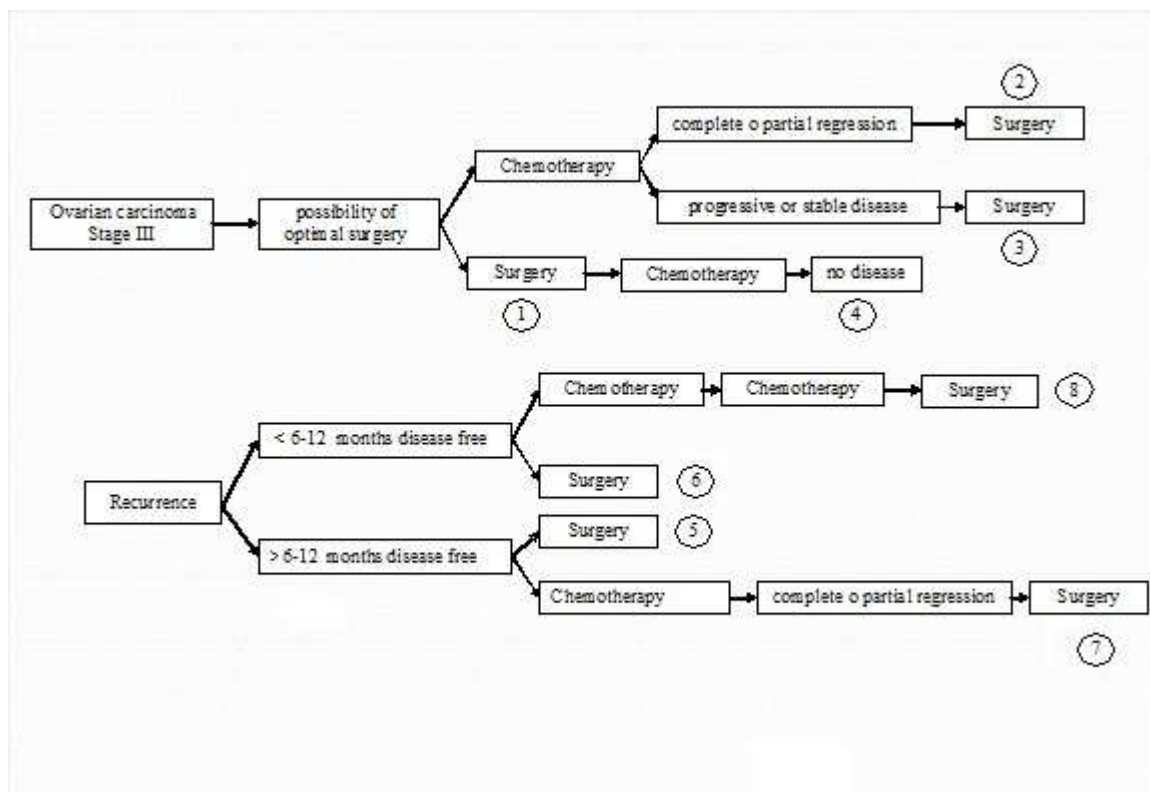 2
complete o partial regression
Surgery
Chemotherapy
Ovarian carcinoma
Stage III
possibility of
optimal surgery
progressive or stable disease
Surgery
3
Surgery
Chemotherapy
no disease
1
4
Chemotherapy
Chemotherapy
Surgery
8
< 6-12 months disease free
Surgery
6
Recurrence
Surgery
5
> 6-12 months disease free
Chemotherapy
complete o partial regression
Surgery
7